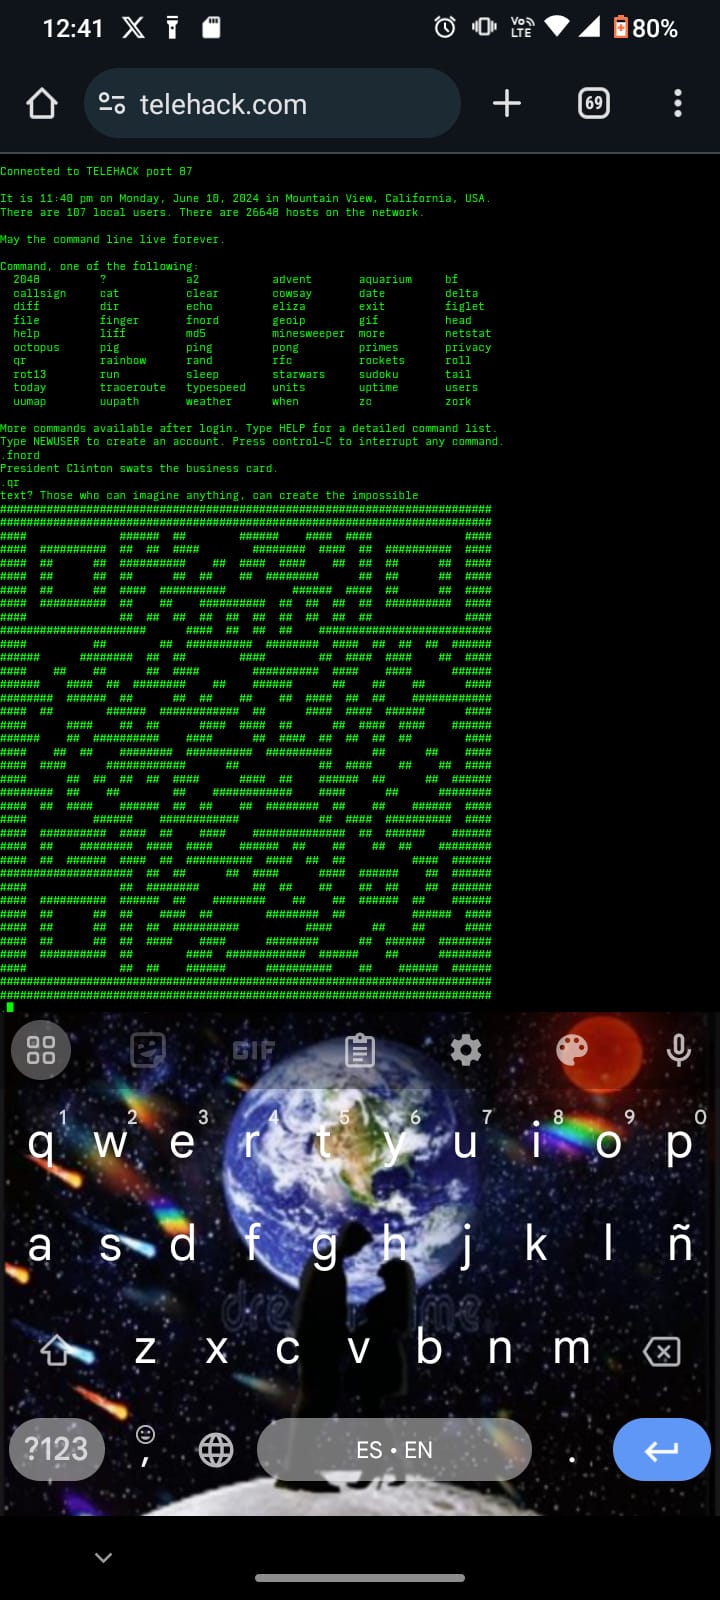 12:41
Vo LTE
80%
telehack.com
69
Connected to TELEHACK port 87
It is 11:40 pm on Monday, June 10, 2024 in Mountain View, California, USA.
There are 107 local users. There are 26648 hosts on the network.
May the command line live forever.
Command, one of the following:
2048 ? a2 advent aquarium bf
callsign cat clear cowsay date delta
diff dir echo eliza exit figlet
file finger fnord geoip gif head
help liff md5 minesweeper more netstat
octopus pig ping pong primes privacy
qr rainbow rand rfc rockets roll
rot13 run sleep starwars sudoku tail
today traceroute typespeed units uptime users
uumap uupath weather when zc zork
More commands available after login. Type HELP for a detailed command list.
Type NEWUSER to create an account. Press control-C to interrupt any command.
.fnord
President Clinton swats the business card.
.qr
text? Those who can imagine anything, can create the impossible
.
GIF
1 2 3 4 5 6 7 8 9 0
q w e r t y u i o p
a s d f g h j k l ñ
z x c v b n m
?123 , ES • EN .